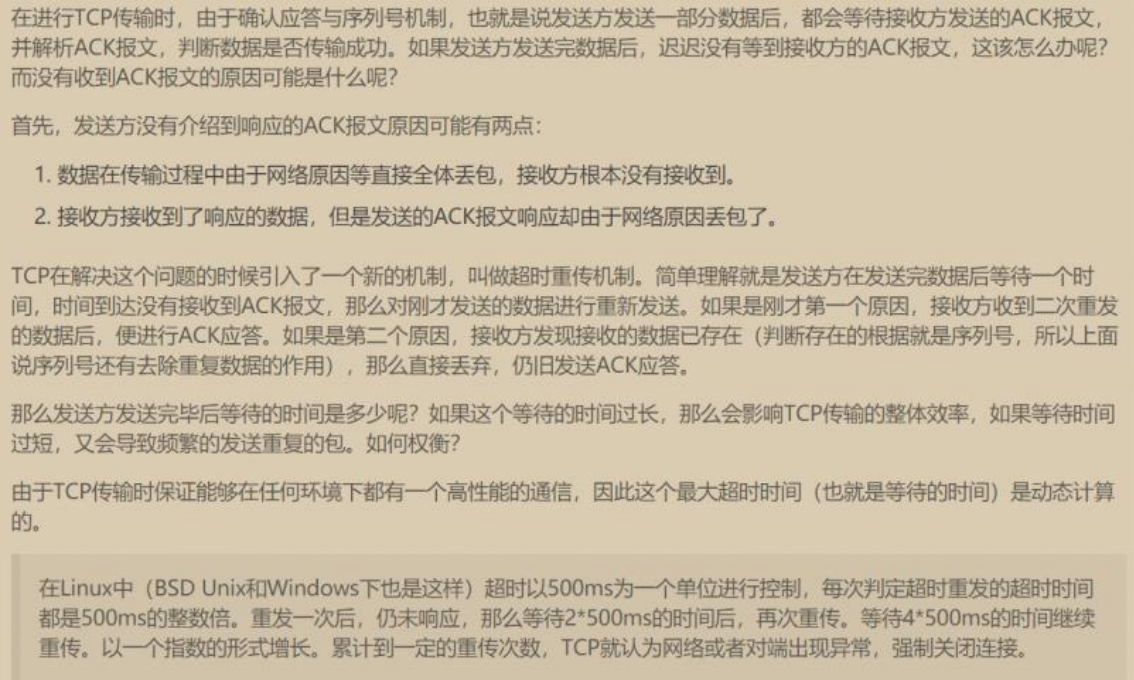 在进行TCP传输时，由于确认应答与序列号机制，也就是说发送方发送一部分数据后，都会等待接收方发送的ACK报文，
并解析ACK报文，判断数据是否传输成功。如果发送方发送完数据后，迟迟没有等到接收方的ACK报文，这该怎么办呢？
而没有收到ACK报文的原因可能是什么呢？
首先，发送方没有介绍到响应的ACK报文原因可能有两点：
1. 数据在传输过程中由于网络原因等直接全体丢包，接收方根本没有接收到。
2. 接收方接收到了响应的数据，但是发送的ACK报文响应却由于网络原因丢包了。
TCP在解决这个问题的时候引入了一个新的机制，叫做超时重传机制。简单理解就是发送方在发送完数据后等待一个时
间，时间到达没有接收到ACK报文，那么对刚才发送的数据进行重新发送。如果是刚才第一个原因，接收方收到二次重发
的数据后，便进行ACK应答。如果是第二个原因，接收方发现接收的数据已存在（判断存在的根据就是序列号，所以上面
说序列号还有去除重复数据的作用），那么直接丢弃，仍旧发送ACK应答。
那么发送方发送完毕后等待的时间是多少呢？如果这个等待的时间过长，那么会影响TCP传输的整体效率，如果等待时间
过短，又会导致频繁的发送重复的包。如何权衡？
由于TCP传输时保证能够在任何环境下都有一个高性能的通信，因此这个最大超时时间（也就是等待的时间）是动态计算
的。
在Linux中（BSD Unix和Windows下也是这样）超时以500ms为一个单位进行控制，每次判定超时重发的超时时间
都是500ms的整数倍。重发一次后，仍未响应，那么等待2*500ms的时间后，再次重传。等待4*500ms的时间继续
重传。以一个指数的形式增长。累计到一定的重传次数，TCP就认为网络或者对端出现异常，强制关闭连接。